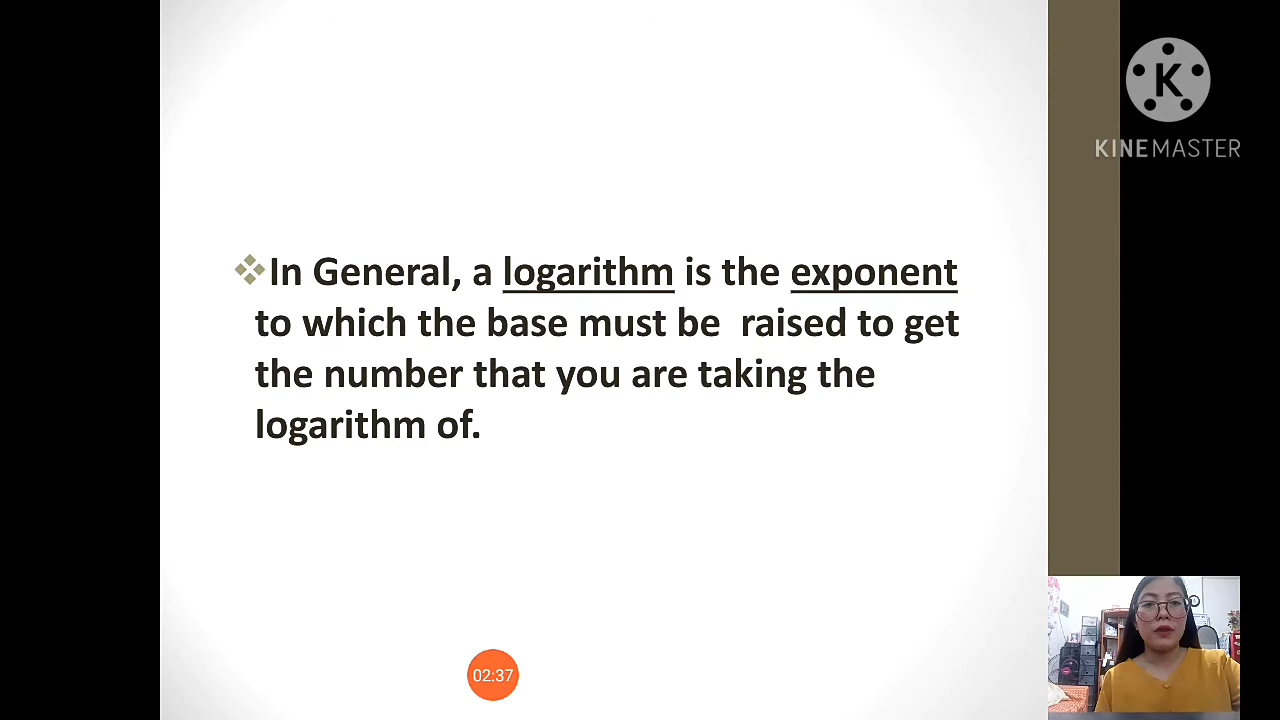 K
KINEMASTER
In General, a logarithm is the exponent
to which the base must be  raised to get
the number that you are taking the
logarithm of.
02:37